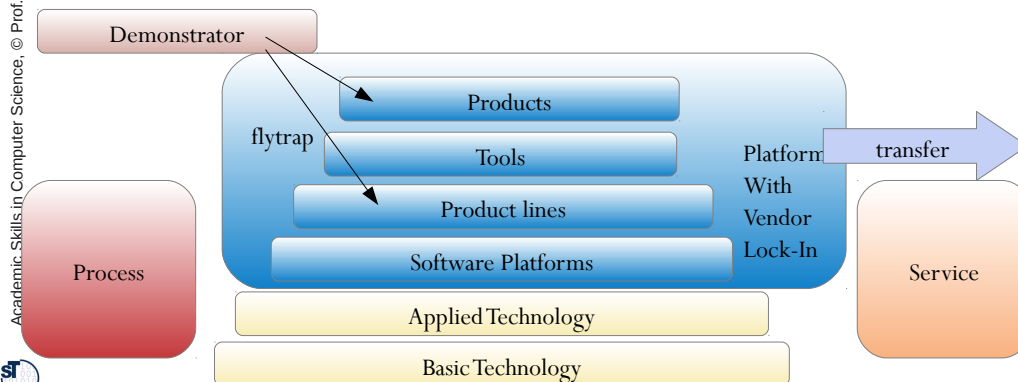 Academic Skills in Computer Science, © Prof.
Demonstrator
Products
flytrap
Tools
Platform
With
Vendor
Lock-In
transfer
Product lines
Process
Software Platforms
Service
Applied Technology
Basic Technology
ST